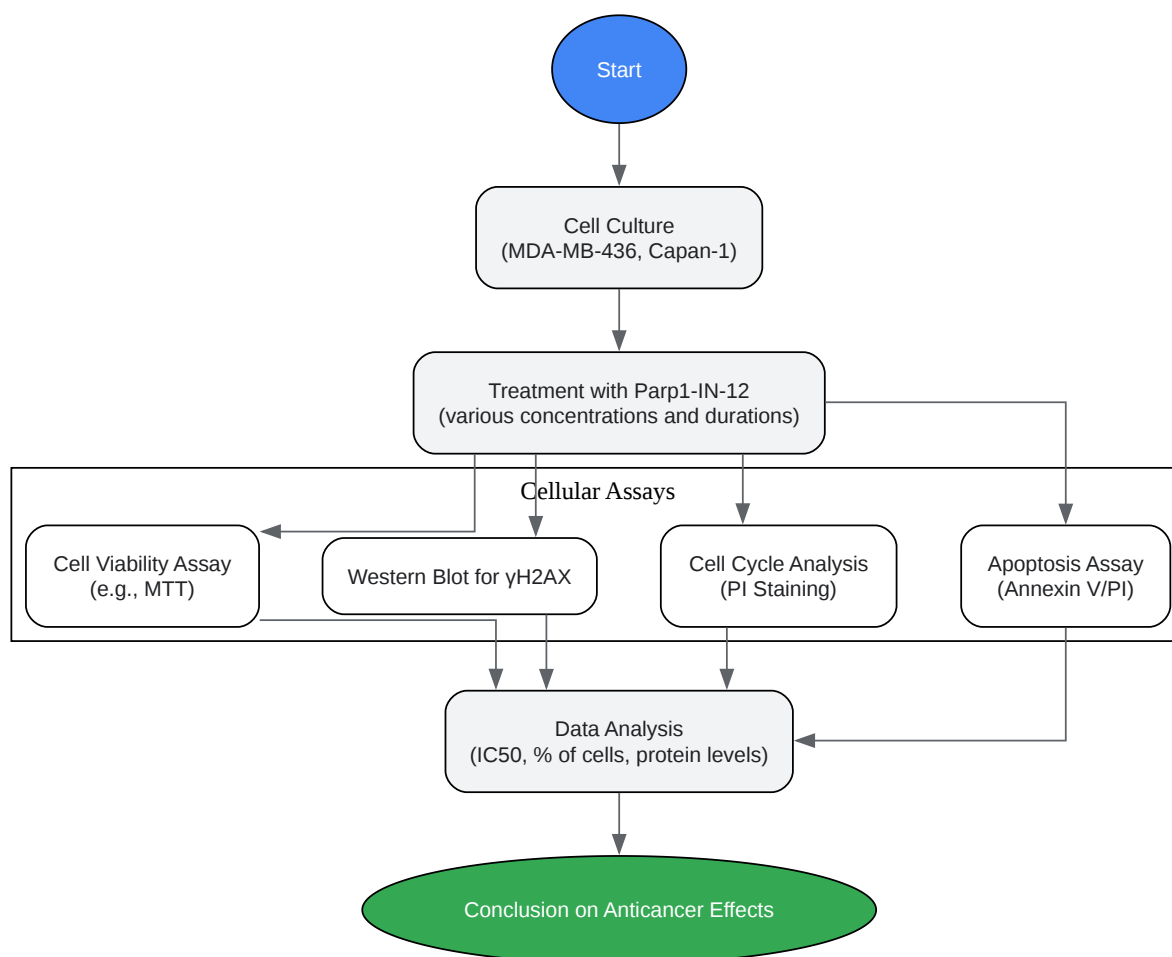 Start
Cell Culture
(MDA-MB-436, Capan-1)
Treatment with Parp1-IN-12
(various concentrations and durations)
Cellular Assays
Cell Viability Assay
(e.g., MTT)
Western Blot for γH2AX
Cell Cycle Analysis
(PI Staining)
Apoptosis Assay
(Annexin V/PI)
Data Analysis
(IC50, % of cells, protein levels)
Conclusion on Anticancer Effects